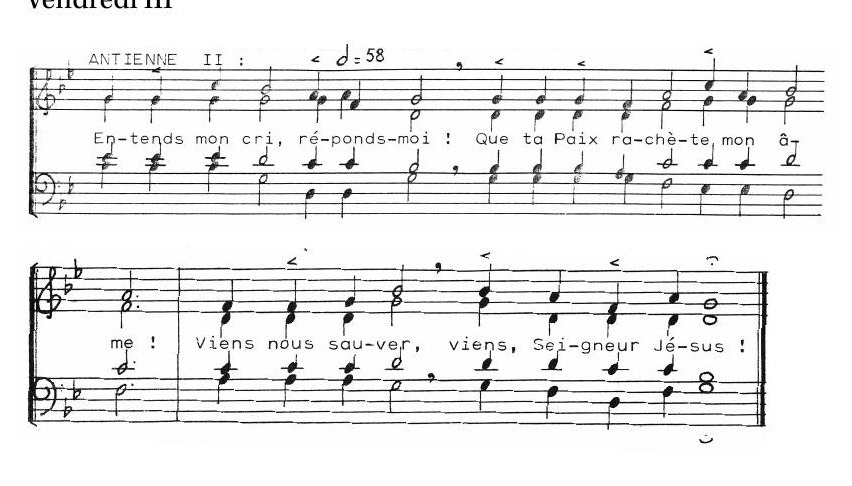 Vendredi III
ANTIENNE II : < 𝅗𝅥 = 58
En-tends mon cri, ré-ponds-moi ! Que ta Paix ra-chè-te mon â-
me ! Viens nous sau-ver, viens, Sei-gneur Jé-sus !